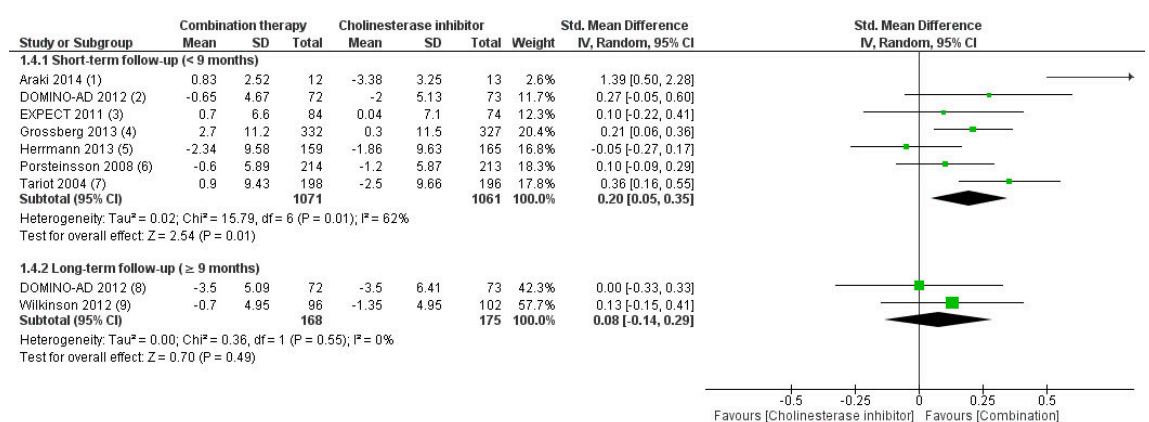 Combination therapy Cholinesterase inhibitor Std. Mean Difference Std. Mean Difference
Study or Subgroup Mean SD Total Mean SD Total Weight IV, Random, 95% CI IV, Random, 95% CI
1.4.1 Short-term follow-up (< 9 months)
Araki 2014 (1) 0.83 2.52 12 -3.38 3.25 13 2.6% 1.39 [0.50, 2.28]
DOMINO-AD 2012 (2) -0.65 4.67 72 -2 5.13 73 11.7% 0.27 [-0.05, 0.60]
EXPECT 2011 (3) 0.7 6.6 84 0.04 7.1 74 12.3% 0.10 [-0.22, 0.41]
Grossberg 2013 (4) 2.7 11.2 332 0.3 11.5 327 20.4% 0.21 [0.06, 0.36]
Herrmann 2013 (5) -2.34 9.58 159 -1.86 9.63 165 16.9% -0.05 [-0.27, 0.17]
Porsteinsson 2008 (6) -0.6 5.89 214 -1.2 5.87 213 18.3% 0.10 [-0.09, 0.29]
Tariot 2004 (7) 0.9 9.43 198 -2.5 9.66 196 17.8% 0.36 [0.16, 0.55]
Subtotal (95% CI) 1071 1061 100.0% 0.20 [0.05, 0.35]
Heterogeneity: Tau² = 0.02; Chi² = 15.79, df = 6 (P = 0.01); I² = 62%
Test for overall effect: Z = 2.54 (P = 0.01)
1.4.2 Long-term follow-up (≥ 9 months)
DOMINO-AD 2012 (8) -3.5 5.09 72 -3.5 6.41 73 42.3% 0.00 [-0.33, 0.33]
Wilkinson 2012 (9) -0.7 4.95 96 -1.35 4.95 102 57.7% 0.13 [-0.15, 0.41]
Subtotal (95% CI) 168 175 100.0% 0.08 [-0.14, 0.29]
Heterogeneity: Tau² = 0.00; Chi² = 0.36, df = 1 (P = 0.55); I² = 0%
Test for overall effect: Z = 0.70 (P = 0.49)
-0.5 -0.25 0 0.25 0.5
Favours [Cholinesterase inhibitor] Favours [Combination]